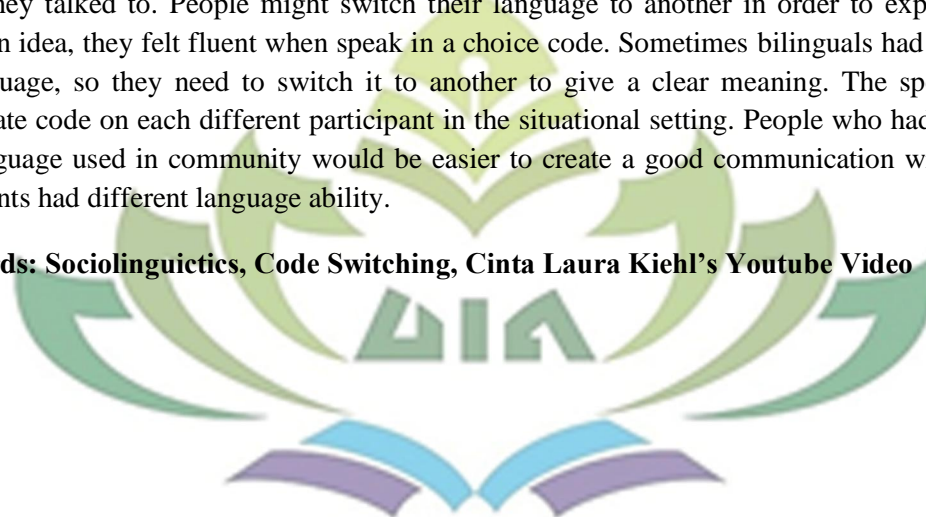 hey talked to. People might switch their language to another in order to exp
n idea, they felt fluent when speak in a choice code. Sometimes bilinguals had
uage, so they need to switch it to another to give a clear meaning. The sp
ate code on each different participant in the situational setting. People who had
guage used in community would be easier to create a good communication w
nts had different language ability.
ds: Sociolinguictics, Code Switching, Cinta Laura Kiehl’s Youtube Video
UIN